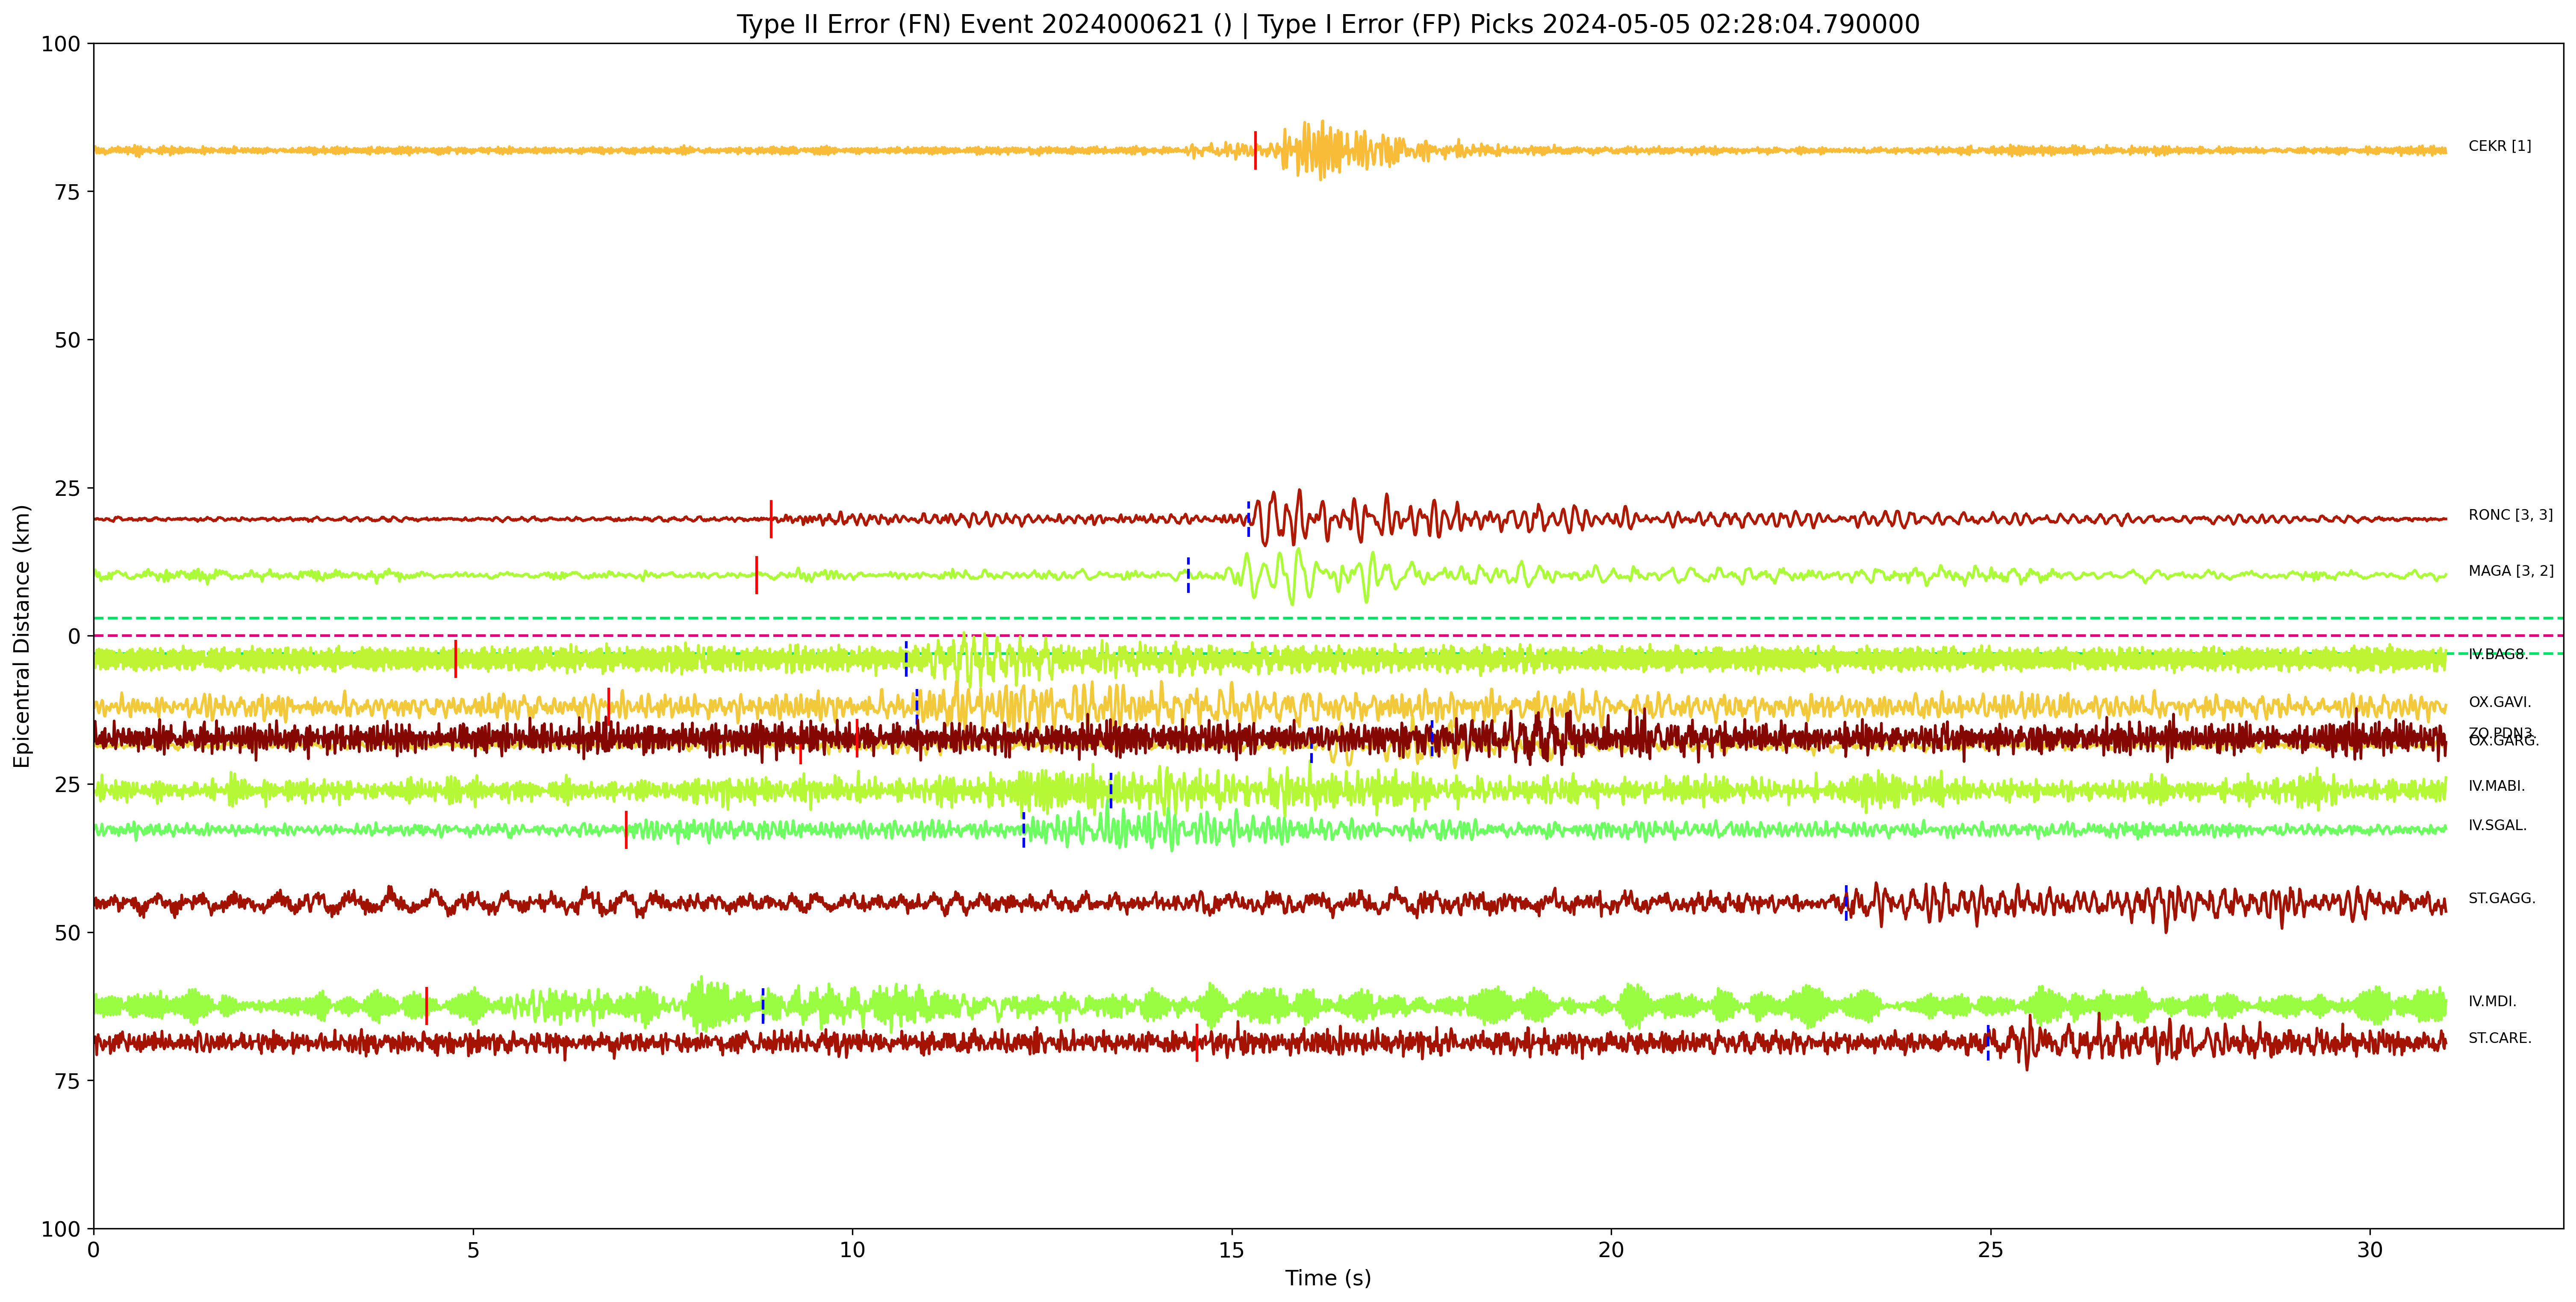 Type II Error (FN) Event 2024000621 () | Type I Error (FP) Picks 2024-05-05 02:28:04.790000
Epicentral Distance (km)
100
75
50
25
0
25
50
75
100
CEKR [1]
RONC [3, 3]
MAGA [3, 2]
IV.BAG8.
OX.GAVI.
ZO.PDN3.
OX.GARG.
IV.MABI.
IV.SGAL.
ST.GAGG.
IV.MDI.
ST.CARE.
0 5 10 15 20 25 30
Time (s)